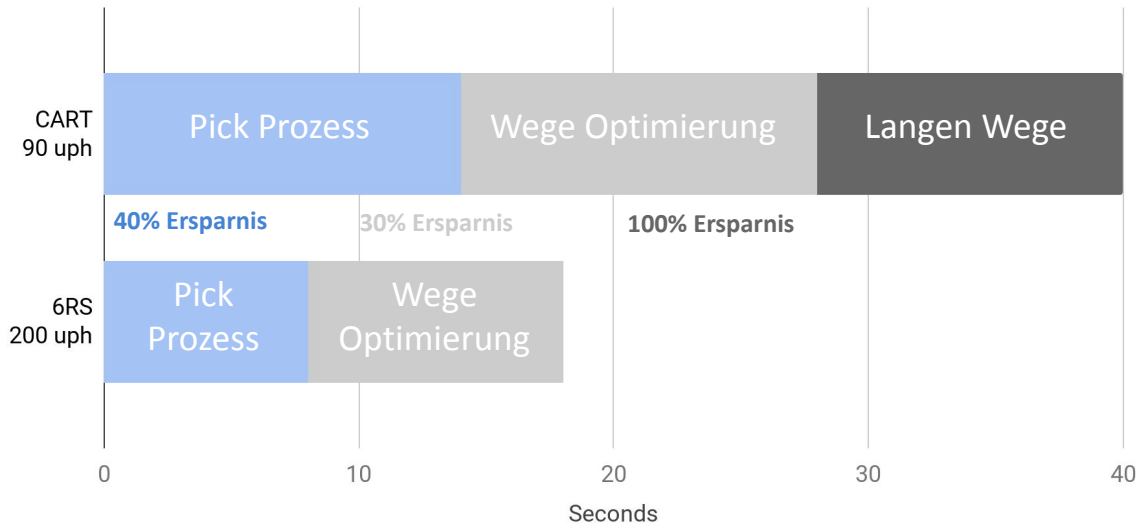 CART
90 uph
Pick Prozess
Wege Optimierung
Langen Wege
40% Ersparnis
30% Ersparnis
100% Ersparnis
6RS
200 uph
Pick
Prozess
Wege
Optimierung
0
10
20
30
40
Seconds